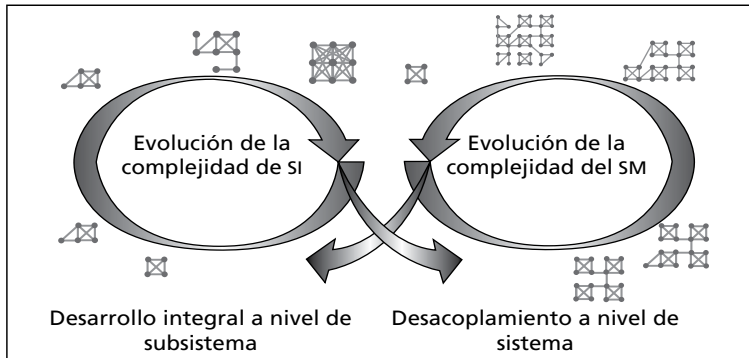 Evolución de la
complejidad de SI
Evolución de la
complejidad del SM
Desarrollo integral a nivel de
subsistema
Desacoplamiento a nivel de
sistema